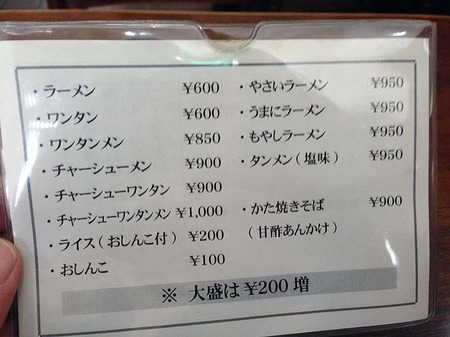 ・ラーメン ¥600
・ワンタン ¥600
・ワンタンメン ¥850
・チャーシューメン ¥900
・チャーシューワンタン ¥900
・チャーシューワンタンメン ¥1,000
・ライス(おしんこ付) ¥200
・おしんこ ¥100
・やさいラーメン ¥950
・うまにラーメン ¥950
・もやしラーメン ¥950
・タンメン(塩味) ¥950
・かた焼きそば ¥900
(甘酢あんかけ)
※ 大盛は¥200増